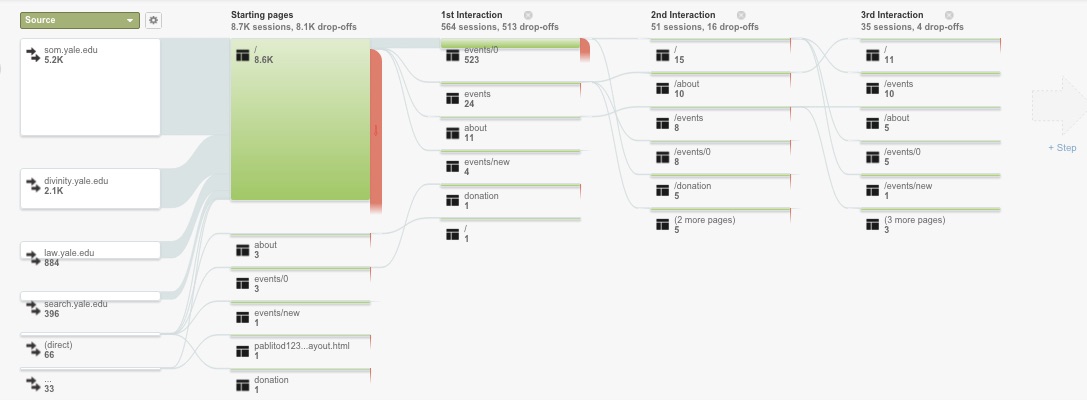 Source
som.yale.edu
5.2K
divinity.yale.edu
2.1K
law.yale.edu
884
search.yale.edu
396
(direct)
66
...
33
Starting pages
8.7K sessions, 8.1K drop-offs
/
8.6K
about
3
events/0
3
events/new
1
pablitod123...ayout.html
1
donation
1
1st Interaction
564 sessions, 513 drop-offs
events/0
523
events
24
about
11
events/new
4
donation
1
/
1
2nd Interaction
51 sessions, 16 drop-offs
/
15
/about
10
/events
8
/events/0
8
/donation
5
(2 more pages)
5
3rd Interaction
35 sessions, 4 drop-offs
/
11
/events
10
/about
5
/events/0
5
/events/new
1
(3 more pages)
3
+ Step